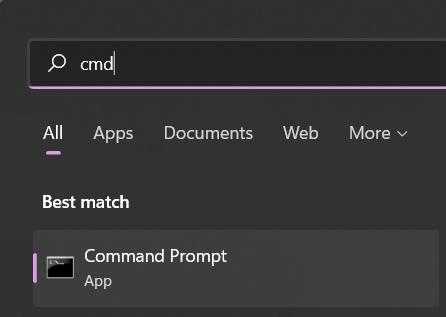 cmd
All Apps Documents Web More
Best match
Command Prompt
App